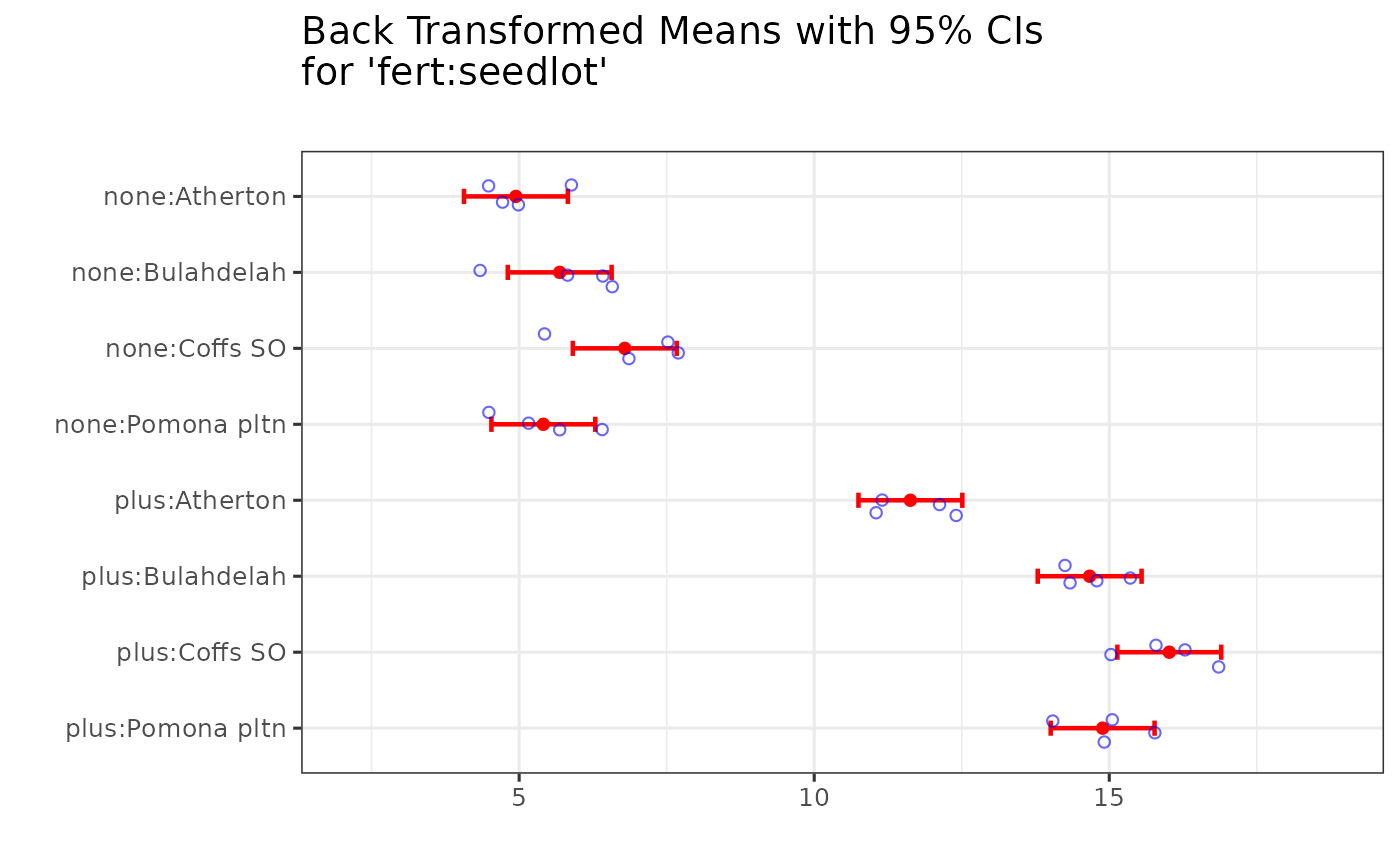 Back Transformed Means with 95% CIs
for 'fert:seedlot'
none:Atherton
none:Bulahdelah
none:Coffs SO
none:Pomona pltn
plus:Atherton
plus:Bulahdelah
plus:Coffs SO
plus:Pomona pltn
5 10 15